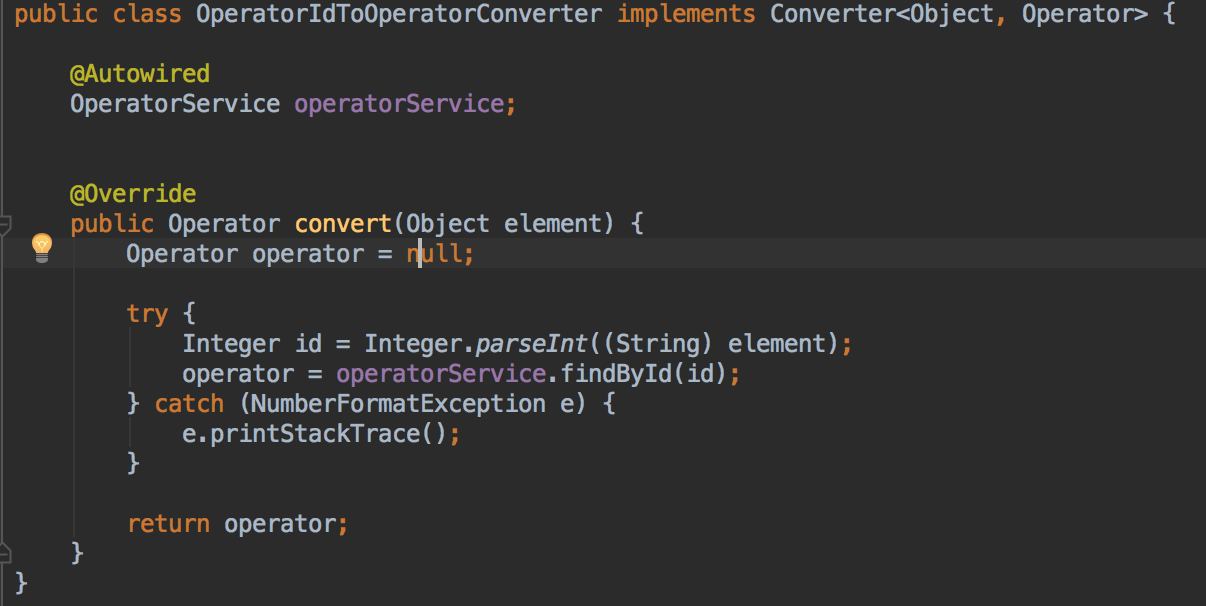 public class OperatorIdToOperatorConverter implements Converter<Object, Operator> {
@Autowired
OperatorService operatorService;
@Override
public Operator convert(Object element) {
Operator operator = null;
try {
Integer id = Integer.parseInt((String) element);
operator = operatorService.findById(id);
} catch (NumberFormatException e) {
e.printStackTrace();
}
return operator;
}
}